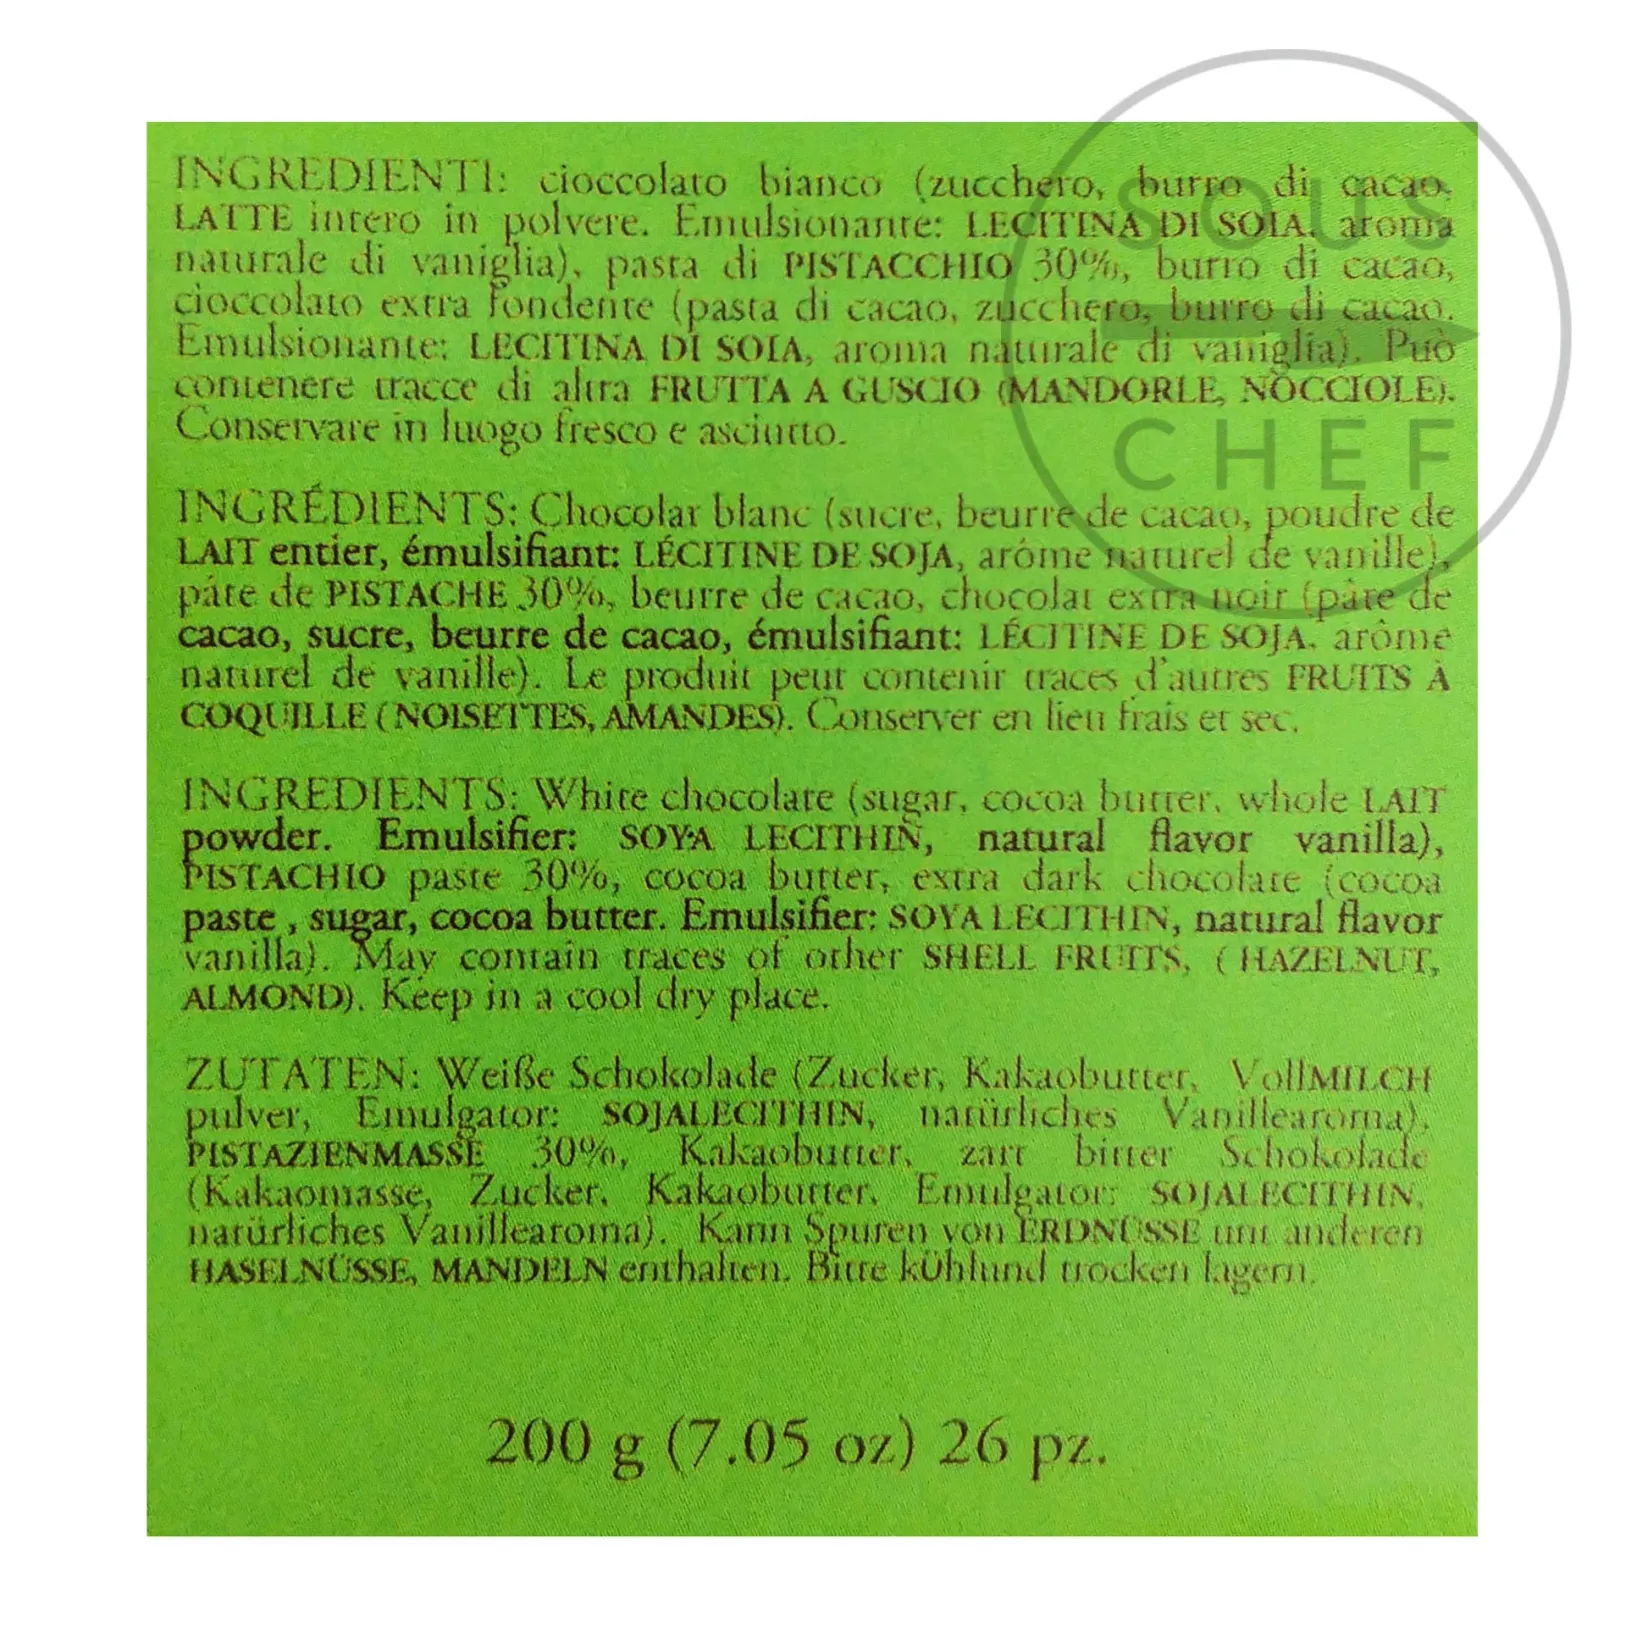 INGREDIENTI: cioccolato bianco (zucchero, burro di cacao,
LATTE intero in polvere. Emulsionante: LECITINA DI SOIA, aroma
naturale di vaniglia), pasta di PISTACCHIO 30%, burro di cacao,
cioccolato extra fondente (pasta di cacao, zucchero, burro di cacao.
Emulsionante: LECITINA DI SOIA, aroma naturale di vaniglia). Può
contenere tracce di altra FRUTTA A GUSCIO (MANDORLE, NOCCIOLE).
Conservare in luogo fresco e asciutto.
INGRÉDIENTS: Chocolat blanc (sucre, beurre de cacao, poudre de
LAIT entier, émulsifiant: LÉCITINE DE SOJA, arôme naturel de vanille),
pâte de PISTACHE 30%, beurre de cacao, chocolat extra noir (pâte de
cacao, sucre, beurre de cacao, émulsifiant: LÉCITINE DE SOJA, arôme
naturel de vanille). Le produit peut contenir traces d'autres FRUITS À
COQUILLE (NOISETTES, AMANDES). Conserver en lieu frais et sec.
INGREDIENTS: White chocolate (sugar, cocoa butter, whole LAIT
powder. Emulsifier: SOYA LECITHIN, natural flavor vanilla),
PISTACHIO paste 30%, cocoa butter, extra dark chocolate (cocoa
paste , sugar, cocoa butter. Emulsifier: SOYA LECITHIN, natural flavor
vanilla). May contain traces of other SHELL FRUITS, ( HAZELNUT,
ALMOND). Keep in a cool dry place.
ZUTATEN: Weiße Schokolade (Zucker, Kakaobutter, VollMILCH
pulver, Emulgator: SOJALECITHIN, natürliches Vanillearoma),
PISTAZIENMASSE 30%, Kakaobutter, zart bitter Schokolade
(Kakaomasse, Zucker, Kakaobutter. Emulgator: SOJALECITHIN,
natürliches Vanillearoma). Kann Spuren von ERDNÜSSE unt anderen
HASELNÜSSE, MANDELN enthalten. Bitte kÜhlund trocken lagern.
200 g (7.05 oz) 26 pz.
SOUS
CHEF